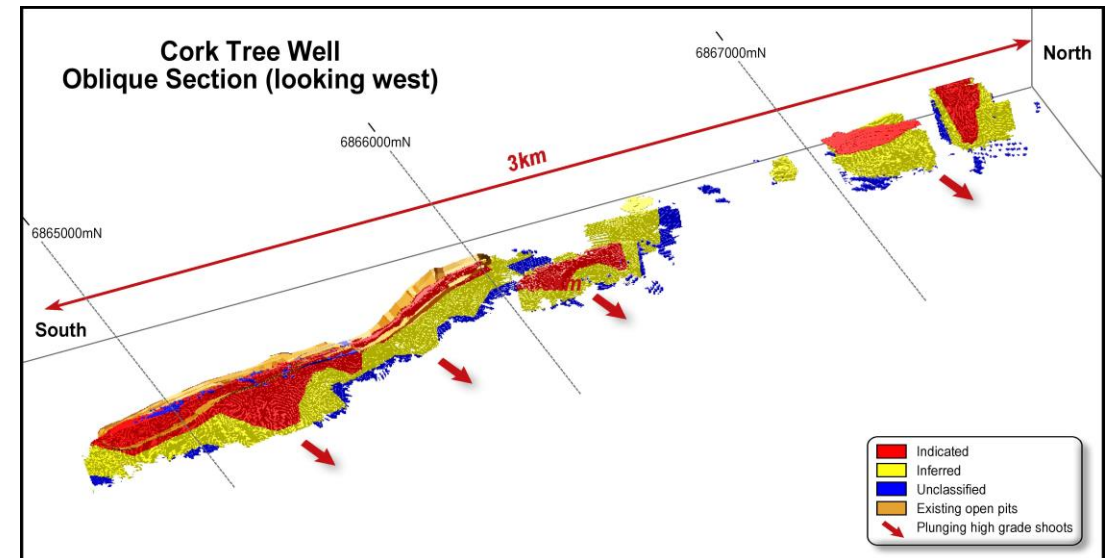 Cork Tree Well
Oblique Section (looking west)
North
6867000mN
3km
6866000mN
6865000mN
South
m
Indicated
Inferred
Unclassified
Existing open pits
Plunging high grade shoots